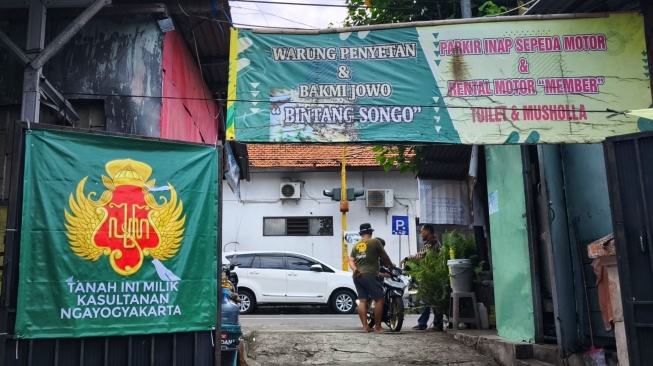 WARUNG PENYETAN
&
BAKMI JOWO
"BINTANG SONGO"
PARKIR INAP SEPEDA MOTOR
&
RENTAL MOTOR "MEMBER"
TOILET & MUSHOLLA
P
TANAH INI MILIK
KASULTANAN
NGAYOGYAKARTA